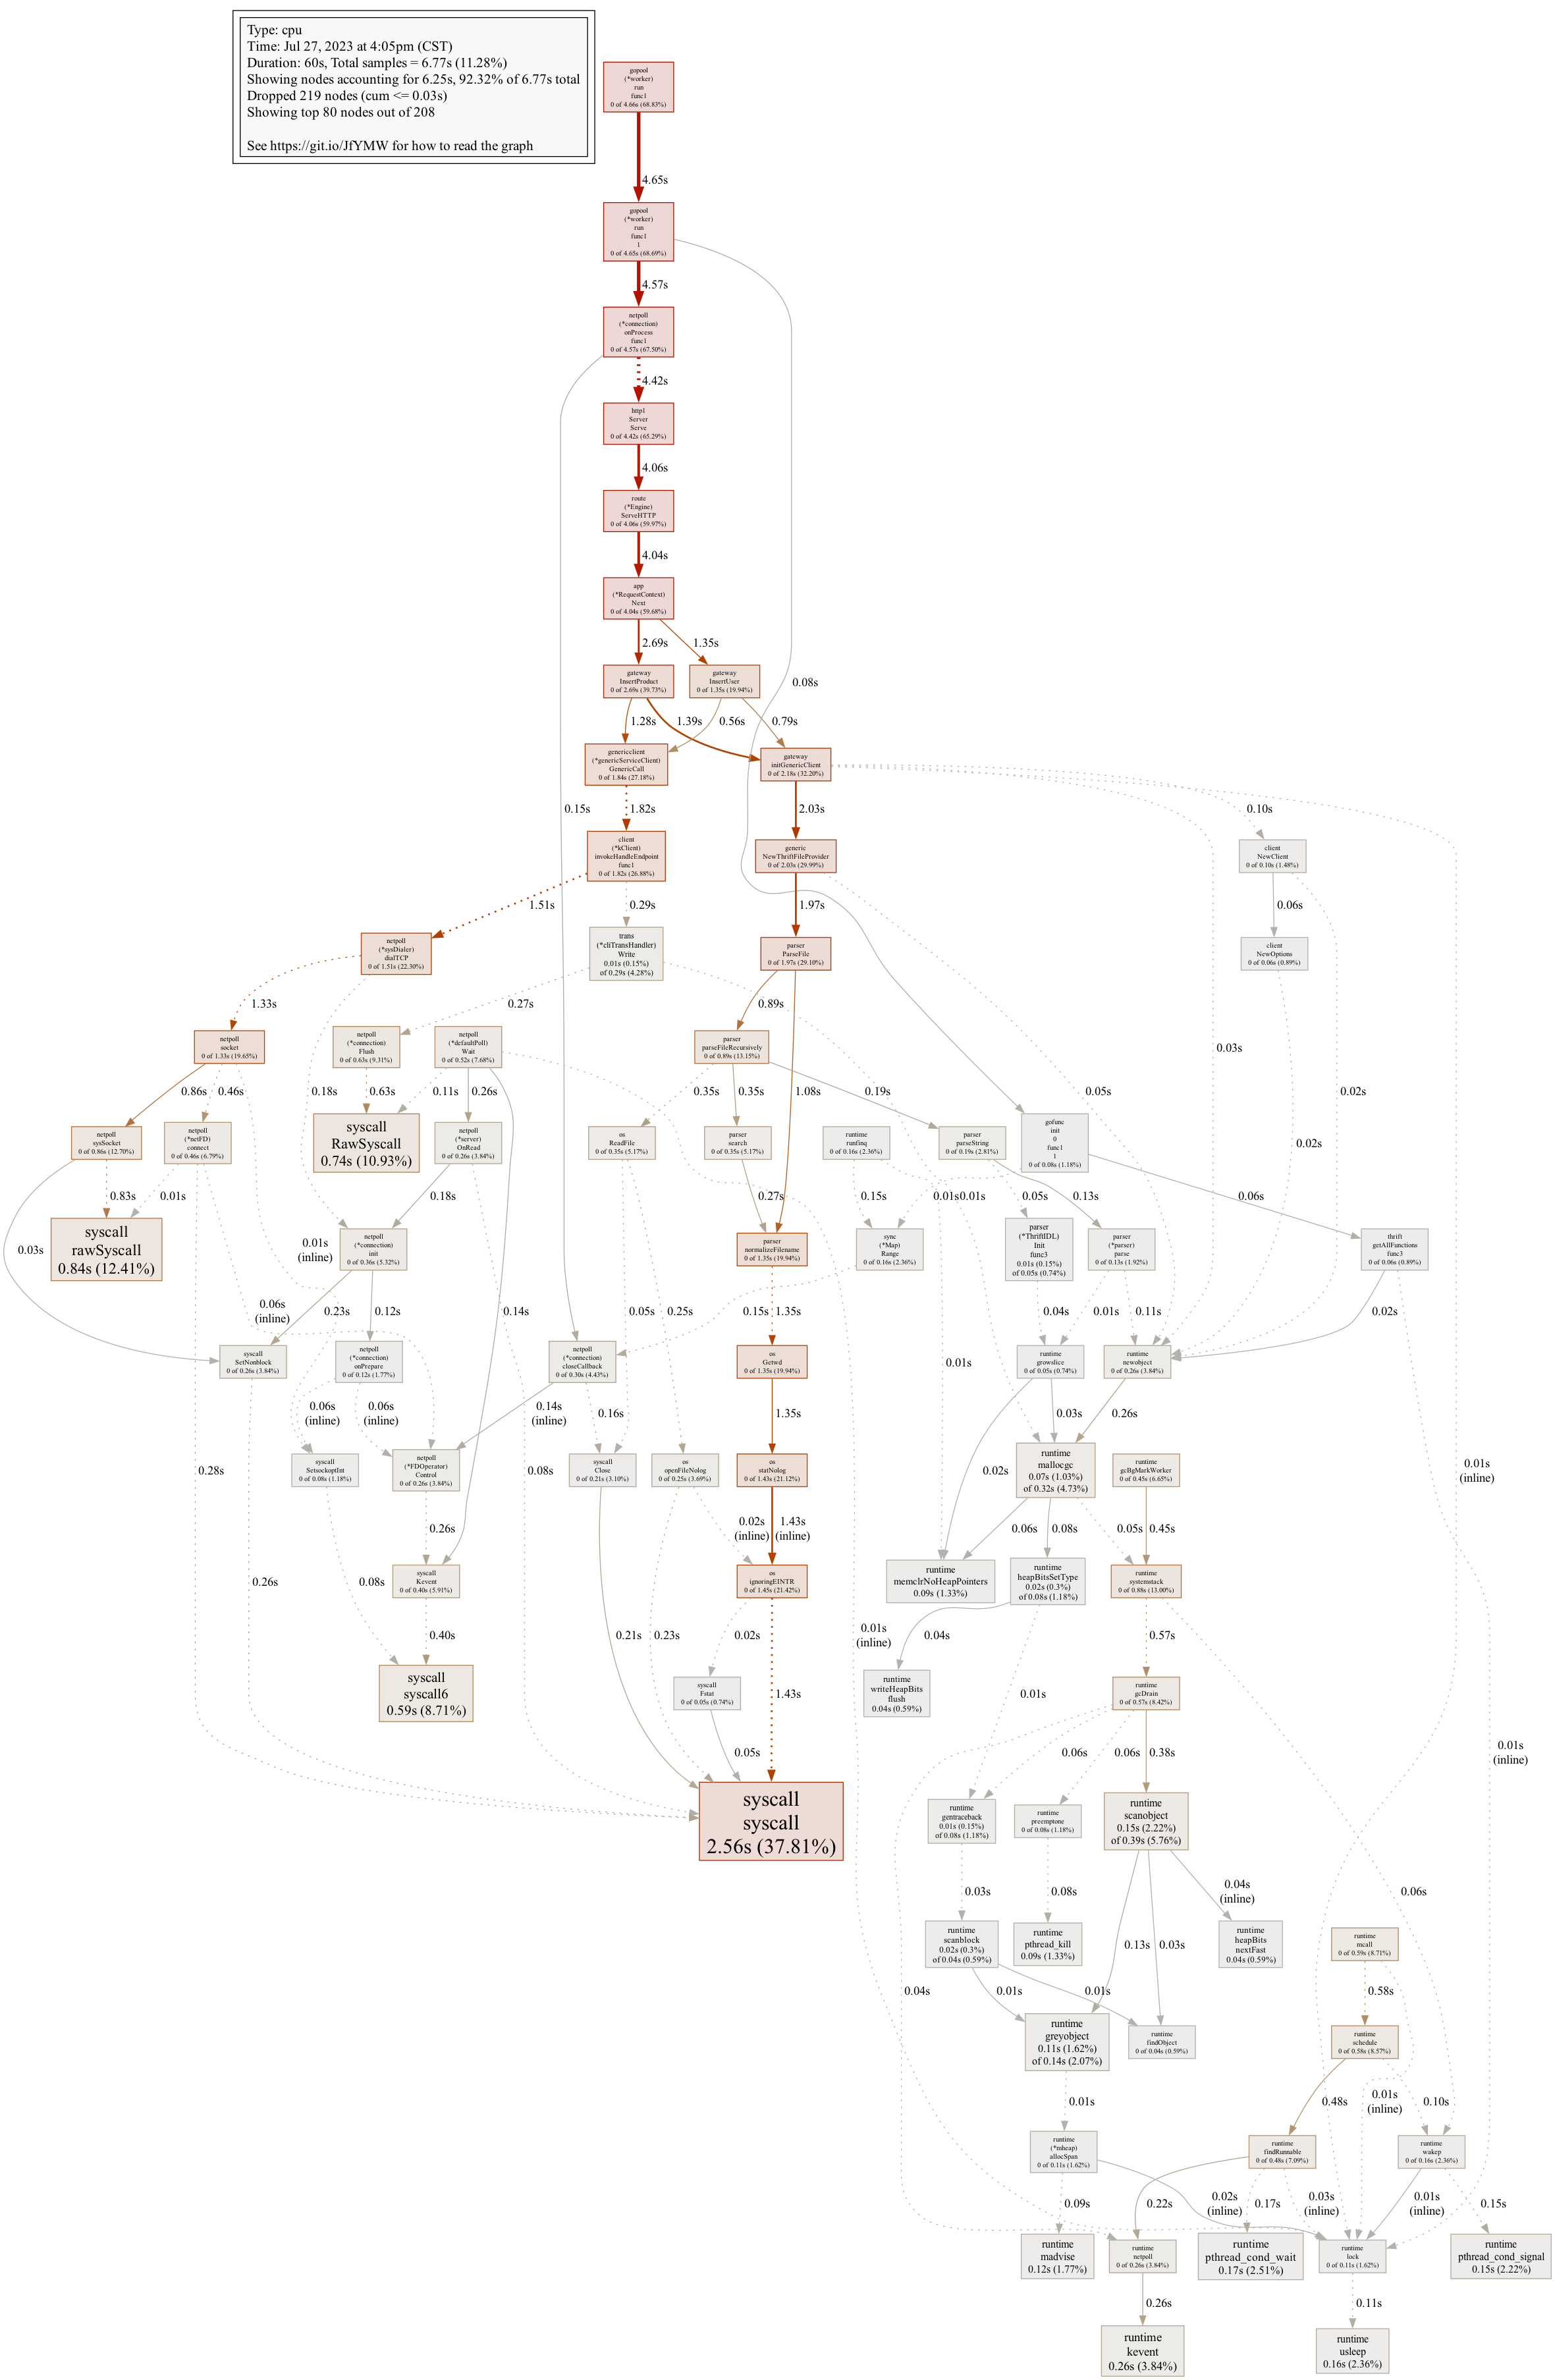 Type: cpu
Time: Jul 27, 2023 at 4:05pm (CST)
Duration: 60s, Total samples = 6.77s (11.28%)
Showing nodes accounting for 6.25s, 92.32% of 6.77s total
Dropped 219 nodes (cum <= 0.03s)
Showing top 80 nodes out of 208
See https://git.io/JfYMW for how to read the graph
gopool
(*worker)
run
func1
0 of 4.66s (68.83%)
4.65s
gopool
(*worker)
run
func1
1
0 of 4.65s (68.69%)
4.57s
netpoll
(*connection)
onProcess
func1
0 of 4.57s (67.50%)
4.42s
http1
Server
Serve
0 of 4.42s (65.29%)
4.06s
route
(*Engine)
ServeHTTP
0 of 4.06s (59.97%)
4.04s
app
(*RequestContext)
Next
0 of 4.04s (59.68%)
2.69s
1.35s
gateway
InsertProduct
0 of 2.69s (39.73%)
gateway
InsertUser
0 of 1.35s (19.94%)
0.08s
1.28s
1.39s
0.56s
0.79s
genericclient
(*genericServiceClient)
GenericCall
0 of 1.84s (27.18%)
gateway
initGenericClient
0 of 2.18s (32.20%)
0.15s
1.82s
2.03s
0.10s
client
(*kClient)
invokeHandleEndpoint
func1
0 of 1.82s (26.88%)
generic
NewThriftFileProvider
0 of 2.03s (29.99%)
client
NewClient
0 of 0.10s (1.48%)
1.51s
0.29s
1.97s
0.06s
netpoll
(*sysDialer)
dialTCP
0 of 1.51s (22.30%)
trans
(*cliTransHandler)
Write
0.01s (0.15%)
of 0.29s (4.28%)
parser
ParseFile
0 of 1.97s (29.10%)
client
NewOptions
0 of 0.06s (0.89%)
1.33s
0.27s
0.89s
netpoll
socket
0 of 1.33s (19.65%)
netpoll
(*connection)
Flush
0 of 0.63s (9.31%)
netpoll
(*defaultPoll)
Wait
0 of 0.52s (7.68%)
parser
parseFileRecursively
0 of 0.89s (13.15%)
0.03s
0.86s
0.46s
0.18s
0.63s
0.11s
0.26s
0.35s
0.35s
1.08s
0.19s
0.05s
0.02s
netpoll
sysSocket
0 of 0.86s (12.70%)
netpoll
(*netFD)
connect
0 of 0.46s (6.79%)
syscall
RawSyscall
0.74s (10.93%)
netpoll
(*server)
OnRead
0 of 0.26s (3.84%)
os
ReadFile
0 of 0.35s (5.17%)
parser
search
0 of 0.35s (5.17%)
runtime
runfinq
0 of 0.16s (2.36%)
parser
parseString
0 of 0.19s (2.81%)
gofunc
init
0
func1
1
0 of 0.08s (1.18%)
0.02s
0.83s
0.01s
0.18s
0.27s
0.15s
0.01s
0.01s
0.05s
0.13s
0.06s
0.03s
syscall
rawSyscall
0.84s (12.41%)
0.01s
(inline)
netpoll
(*connection)
init
0 of 0.36s (5.32%)
parser
normalizeFilename
0 of 1.35s (19.94%)
sync
(*Map)
Range
0 of 0.16s (2.36%)
parser
(*ThriftIDL)
Init
func3
0.01s (0.15%)
of 0.05s (0.74%)
parser
(*parser)
parse
0 of 0.13s (1.92%)
thrift
getAllFunctions
func3
0 of 0.06s (0.89%)
0.06s
(inline)
0.23s
0.12s
0.14s
0.05s
0.25s
0.15s
1.35s
0.04s
0.01s
0.11s
0.02s
syscall
SetNonblock
0 of 0.26s (3.84%)
netpoll
(*connection)
onPrepare
0 of 0.12s (1.77%)
netpoll
(*connection)
closeCallback
0 of 0.30s (4.43%)
os
Getwd
0 of 1.35s (19.94%)
0.01s
runtime
growslice
0 of 0.05s (0.74%)
runtime
newobject
0 of 0.26s (3.84%)
0.06s
(inline)
0.06s
(inline)
0.14s
(inline)
0.16s
1.35s
0.03s
0.26s
0.28s
syscall
SetsockoptInt
0 of 0.08s (1.18%)
netpoll
(*FDOperator)
Control
0 of 0.26s (3.84%)
0.08s
syscall
Close
0 of 0.21s (3.10%)
os
openFileNolog
0 of 0.25s (3.69%)
os
statNolog
0 of 1.43s (21.12%)
0.02s
runtime
mallocgc
0.07s (1.03%)
of 0.32s (4.73%)
runtime
gcBgMarkWorker
0 of 0.45s (6.65%)
0.01s
(inline)
0.26s
0.02s
(inline)
1.43s
(inline)
0.06s
0.08s
0.05s
0.45s
0.26s
0.08s
syscall
Kevent
0 of 0.40s (5.91%)
os
ignoringEINTR
0 of 1.45s (21.42%)
runtime
memclrNoHeapPointers
0.09s (1.33%)
runtime
heapBitsSetType
0.02s (0.3%)
of 0.08s (1.18%)
runtime
systemstack
0 of 0.88s (13.00%)
0.40s
0.21s
0.23s
0.02s
1.43s
0.01s
(inline)
0.04s
0.57s
syscall
syscall6
0.59s (8.71%)
syscall
Fstat
0 of 0.05s (0.74%)
runtime
writeHeapBits
flush
0.04s (0.59%)
0.01s
runtime
gcDrain
0 of 0.57s (8.42%)
0.05s
0.06s
0.06s
0.38s
0.01s
(inline)
syscall
syscall
2.56s (37.81%)
runtime
gentraceback
0.01s (0.15%)
of 0.08s (1.18%)
runtime
preemptone
0 of 0.08s (1.18%)
runtime
scanobject
0.15s (2.22%)
of 0.39s (5.76%)
0.03s
0.08s
0.04s
(inline)
0.06s
runtime
scanblock
0.02s (0.3%)
of 0.04s (0.59%)
runtime
pthread_kill
0.09s (1.33%)
0.13s
0.03s
runtime
heapBits
nextFast
0.04s (0.59%)
runtime
mcall
0 of 0.59s (8.71%)
0.04s
0.01s
0.01s
0.58s
runtime
greyobject
0.11s (1.62%)
of 0.14s (2.07%)
runtime
findObject
0 of 0.04s (0.59%)
runtime
schedule
0 of 0.58s (8.57%)
0.01s
0.48s
0.01s
(inline)
0.10s
runtime
(*mheap)
allocSpan
0 of 0.11s (1.62%)
runtime
findRunnable
0 of 0.48s (7.09%)
runtime
wakep
0 of 0.16s (2.36%)
0.09s
0.22s
0.02s
(inline)
0.17s
0.03s
(inline)
0.01s
(inline)
0.15s
runtime
madvise
0.12s (1.77%)
runtime
netpoll
0 of 0.26s (3.84%)
runtime
pthread_cond_wait
0.17s (2.51%)
runtime
lock
0 of 0.11s (1.62%)
runtime
pthread_cond_signal
0.15s (2.22%)
0.26s
0.11s
runtime
kevent
0.26s (3.84%)
runtime
usleep
0.16s (2.36%)